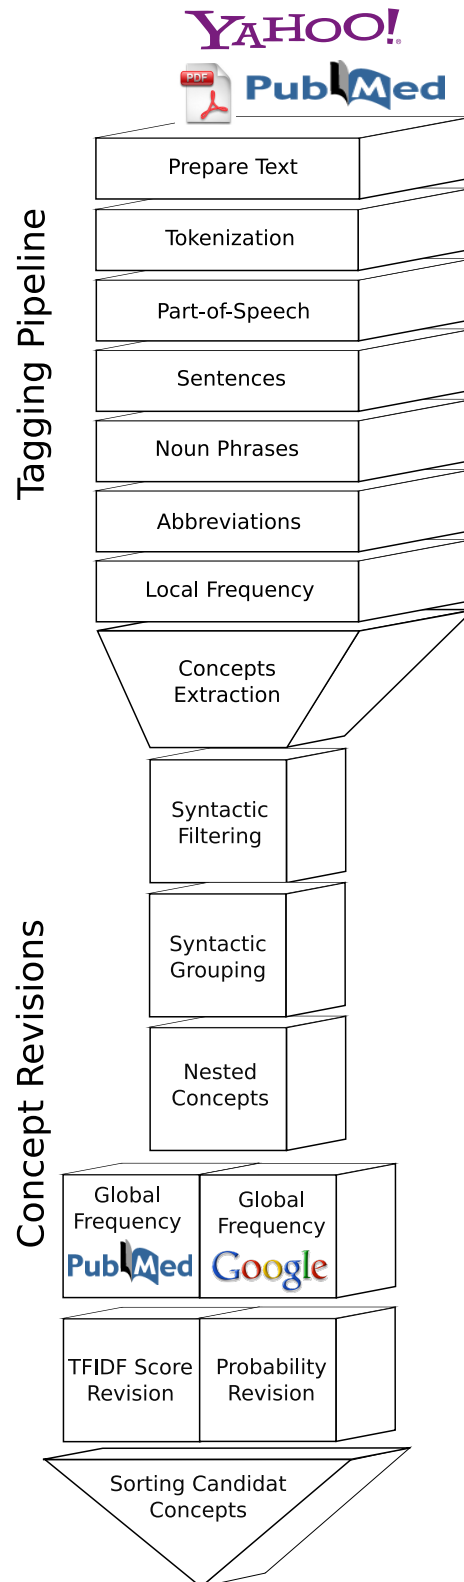 YAHOO!
PDF
PubMed
Tagging Pipeline
Prepare Text
Tokenization
Part-of-Speech
Sentences
Noun Phrases
Abbreviations
Local Frequency
Concepts
Extraction
Concept Revisions
Syntactic
Filtering
Syntactic
Grouping
Nested
Concepts
Global
Frequency
PubMed
Global
Frequency
Google
TFIDF Score
Revision
Probability
Revision
Sorting Candidat
Concepts